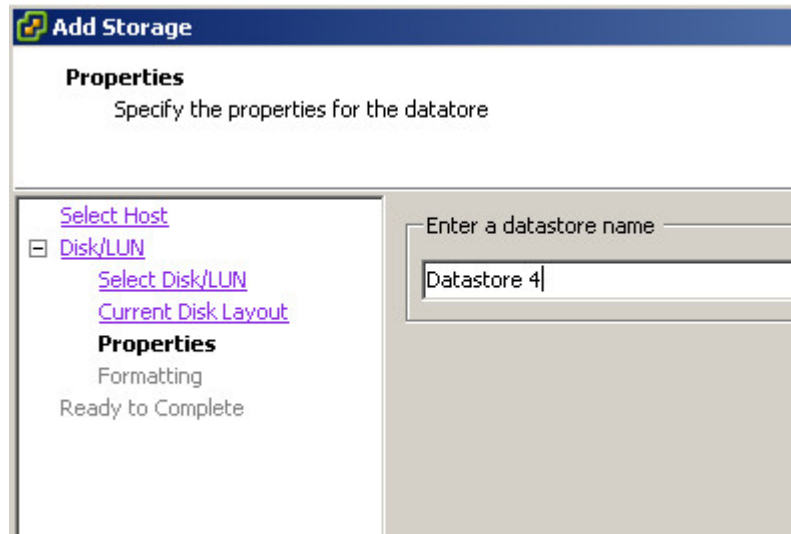 Add Storage
Properties
Specify the properties for the datatore
Select Host
Disk/LUN
Select Disk/LUN
Current Disk Layout
Properties
Formatting
Ready to Complete
Enter a datastore name
Datastore 4